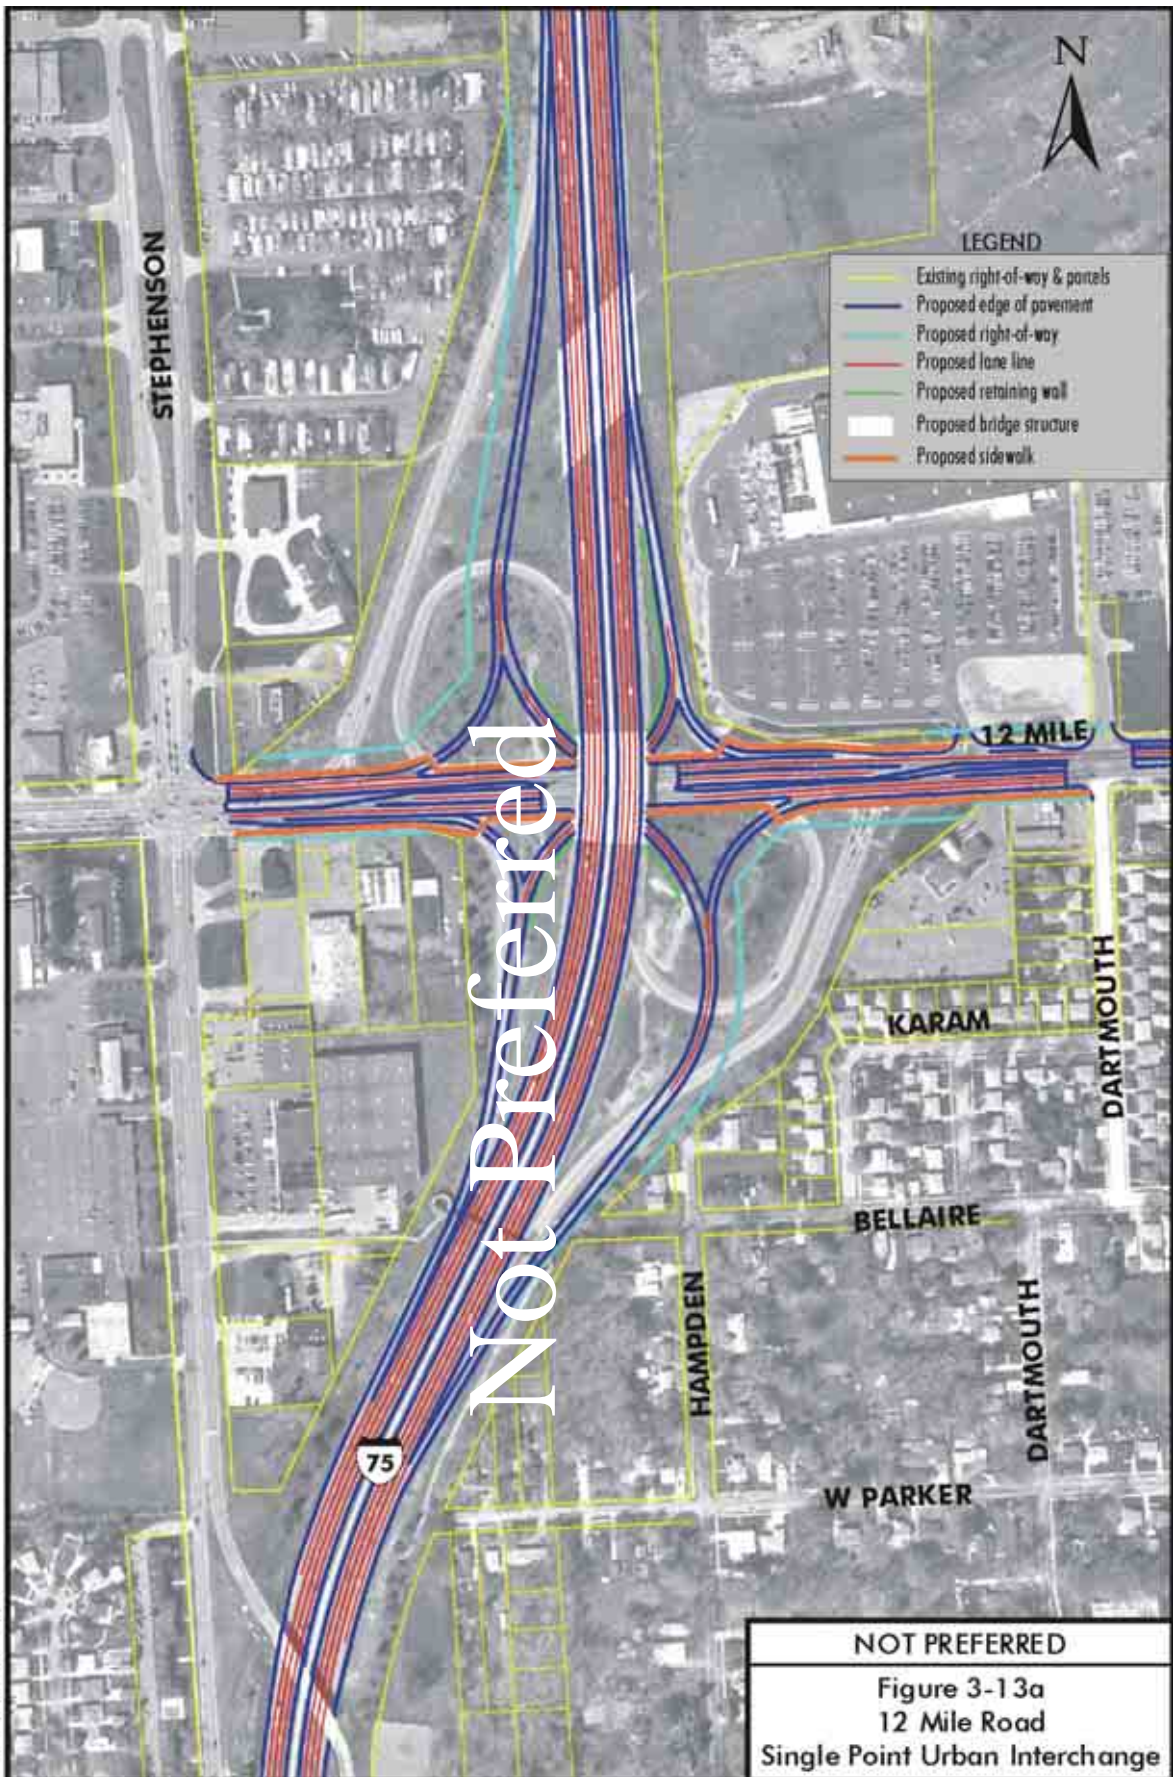 N
LEGEND
Existing right-of-way & parcels
Proposed edge of pavement
Proposed right-of-way
Proposed lane line
Proposed retaining wall
Proposed bridge structure
Proposed sidewalk
STEPHENSON
12 MILE
Not Preferred
KARAM
DARTMOUTH
BELLAIRE
HAMPDEN
DARTMOUTH
75
W PARKER
NOT PREFERRED
Figure 3-13a
12 Mile Road
Single Point Urban Interchange